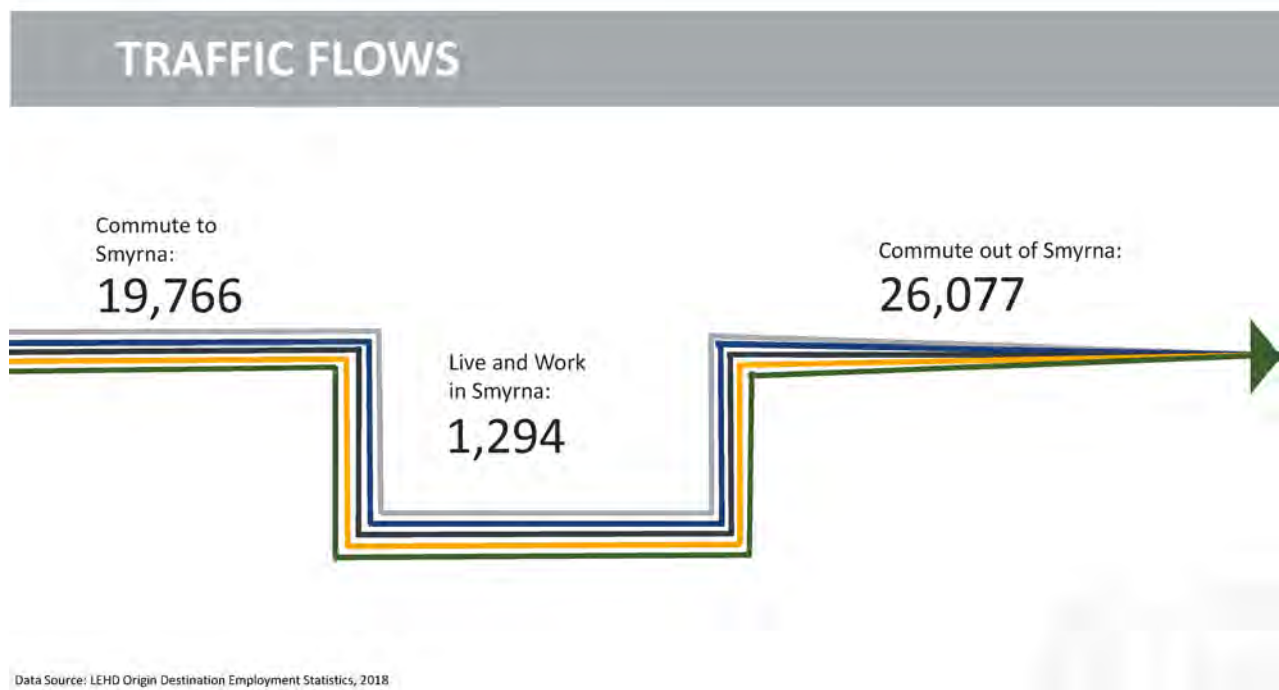 TRAFFIC FLOWS
Commute to
Smyrna:
19,766
Live and Work
in Smyrna:
1,294
Commute out of Smyrna:
26,077
Data Source: LEHD Origin Destination Employment Statistics, 2018